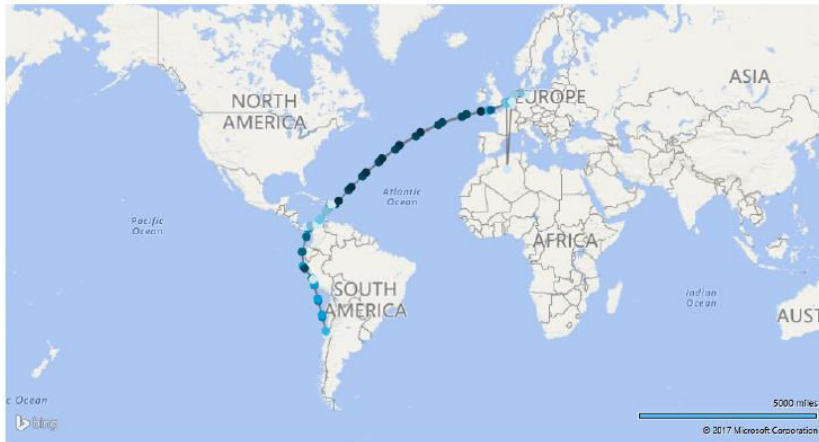 ASIA
EUROPE
NORTH
AMERICA
Atlantic
Ocean
Pacific
Ocean
AFRICA
SOUTH
AMERICA
Indian
Ocean
AUST
c Ocean
5000 miles
bing
© 2017 Microsoft Corporation